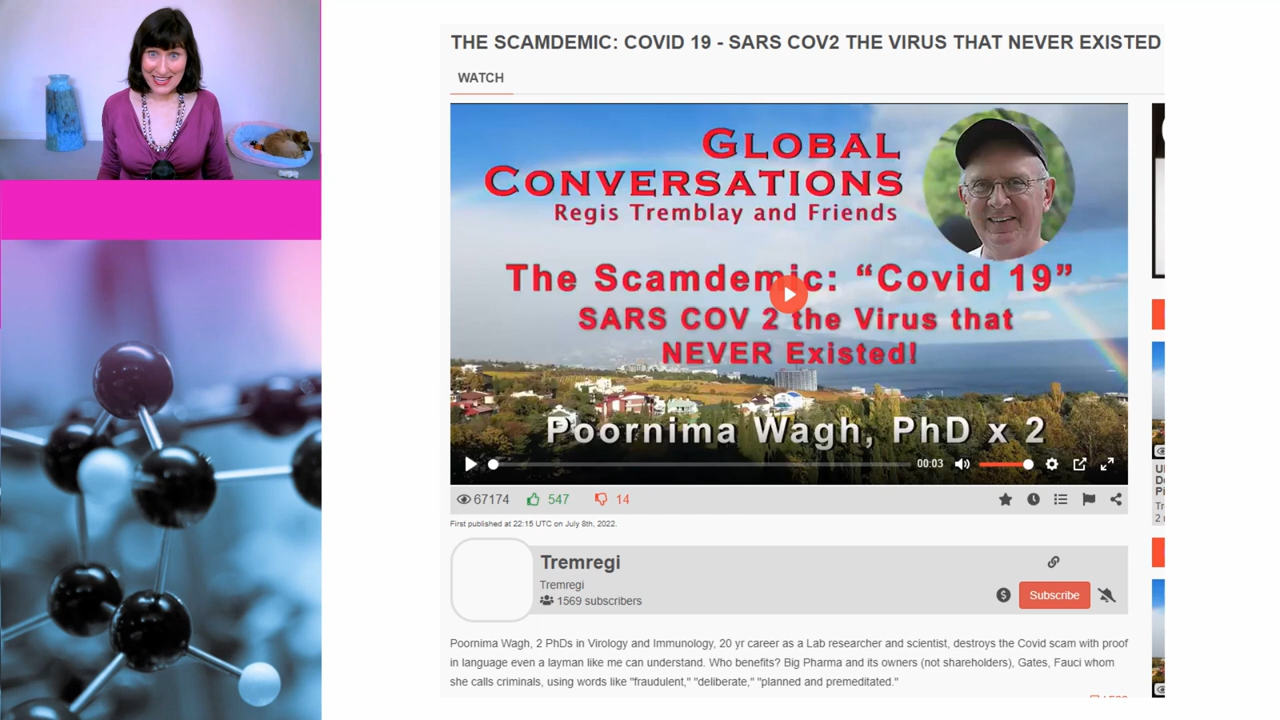 THE SCAMDEMIC: COVID 19 - SARS COV2 THE VIRUS THAT NEVER EXISTED
WATCH
GLOBAL
CONVERSATIONS
Regis Tremblay and Friends
The Scamdemic: “Covid 19”
SARS COV 2 the Virus that
NEVER Existed!
Poornima Wagh, PhD x 2
00:03
67174 547 14
First published at 22:15 UTC on July 8th, 2022.
Tremregi
Tremregi
1569 subscribers
Subscribe
Poornima Wagh, 2 PhDs in Virology and Immunology, 20 yr career as a Lab researcher and scientist, destroys the Covid scam with proof
in language even a layman like me can understand. Who benefits? Big Pharma and its owners (not shareholders), Gates, Fauci whom
she calls criminals, using words like "fraudulent," "deliberate," "planned and premeditated."